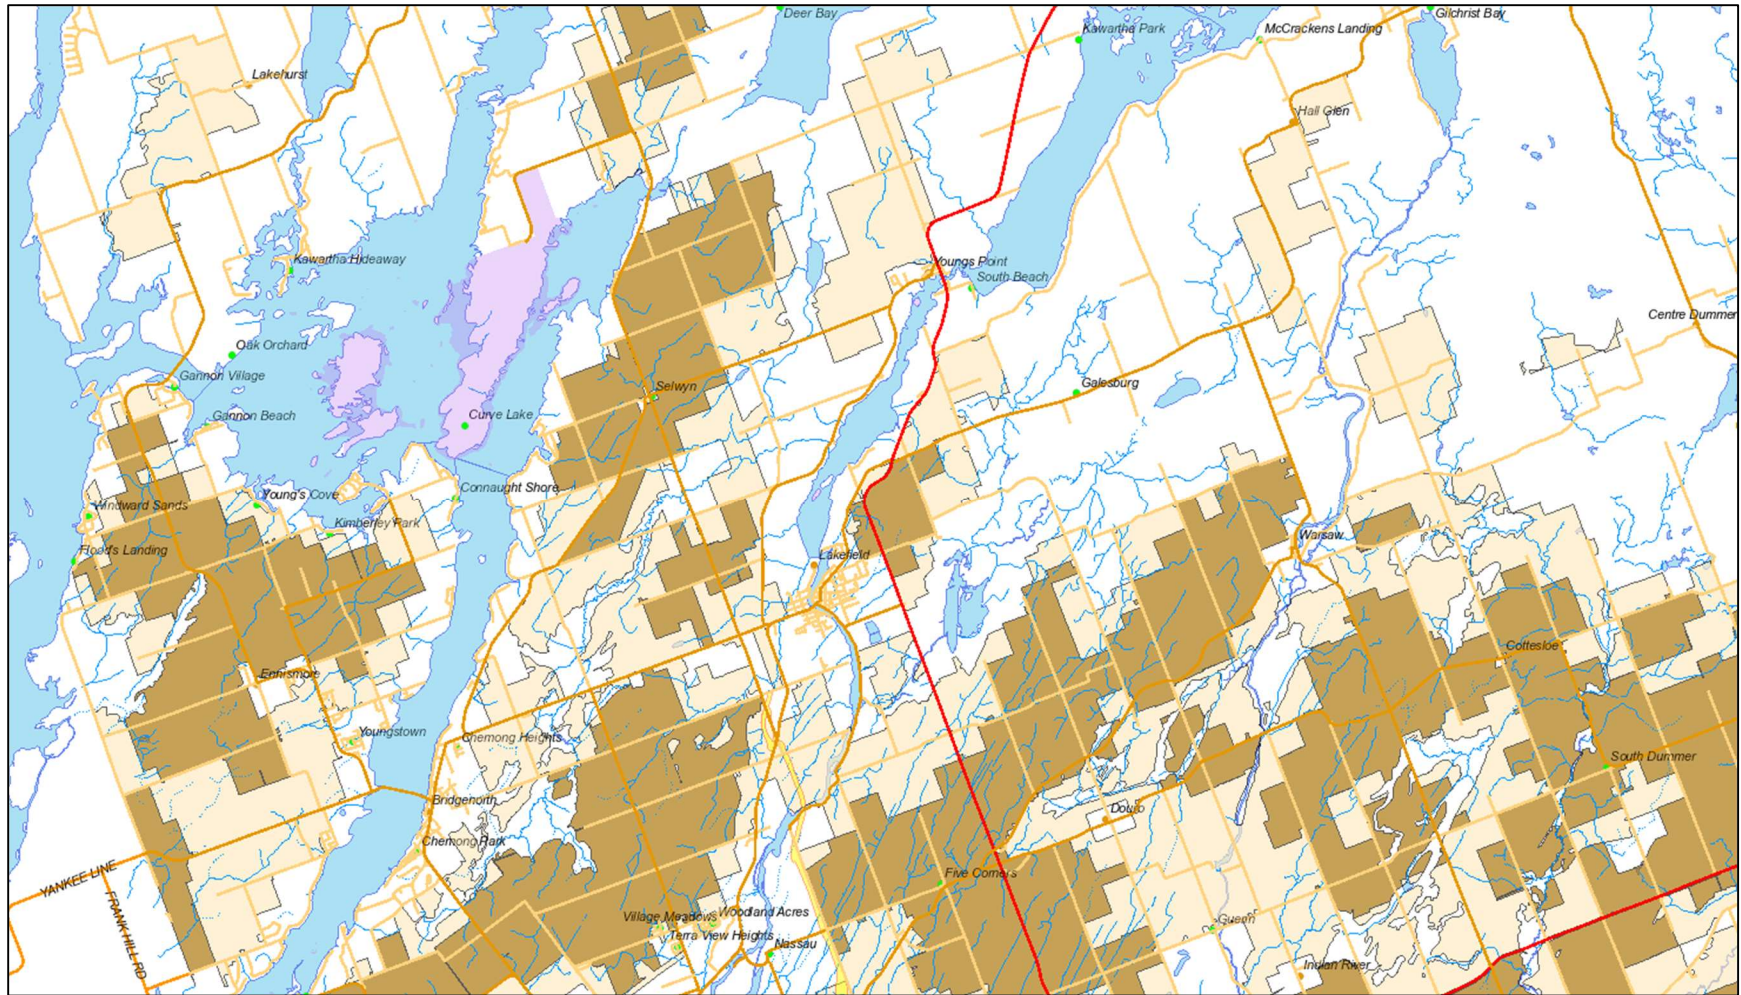 Deer Bay
Gilchrist Bay
Kawartha Park
McCrackens Landing
Lakehurst
Hall Glen
Kawartha Hideaway
Youngs Point
South Beach
Centre Dummer
Oak Orchard
Gannon Village
Galesburg
Selwyn
Gannon Beach
Curve Lake
Connaught Shore
Young's Cove
Windward Sands
Kimberley Park
Warsaw
Flood's Landing
Lakefield
Cottesloe
Ennismore
Youngstown
Chemong Heights
South Dummer
Bridgenorth
Douro
Chemong Park
YANKEE LINE
FRANK HILL RD
Five Corners
Village Meadows
Woodland Acres
Guerin
Terra View Heights
Nassau
Indian River